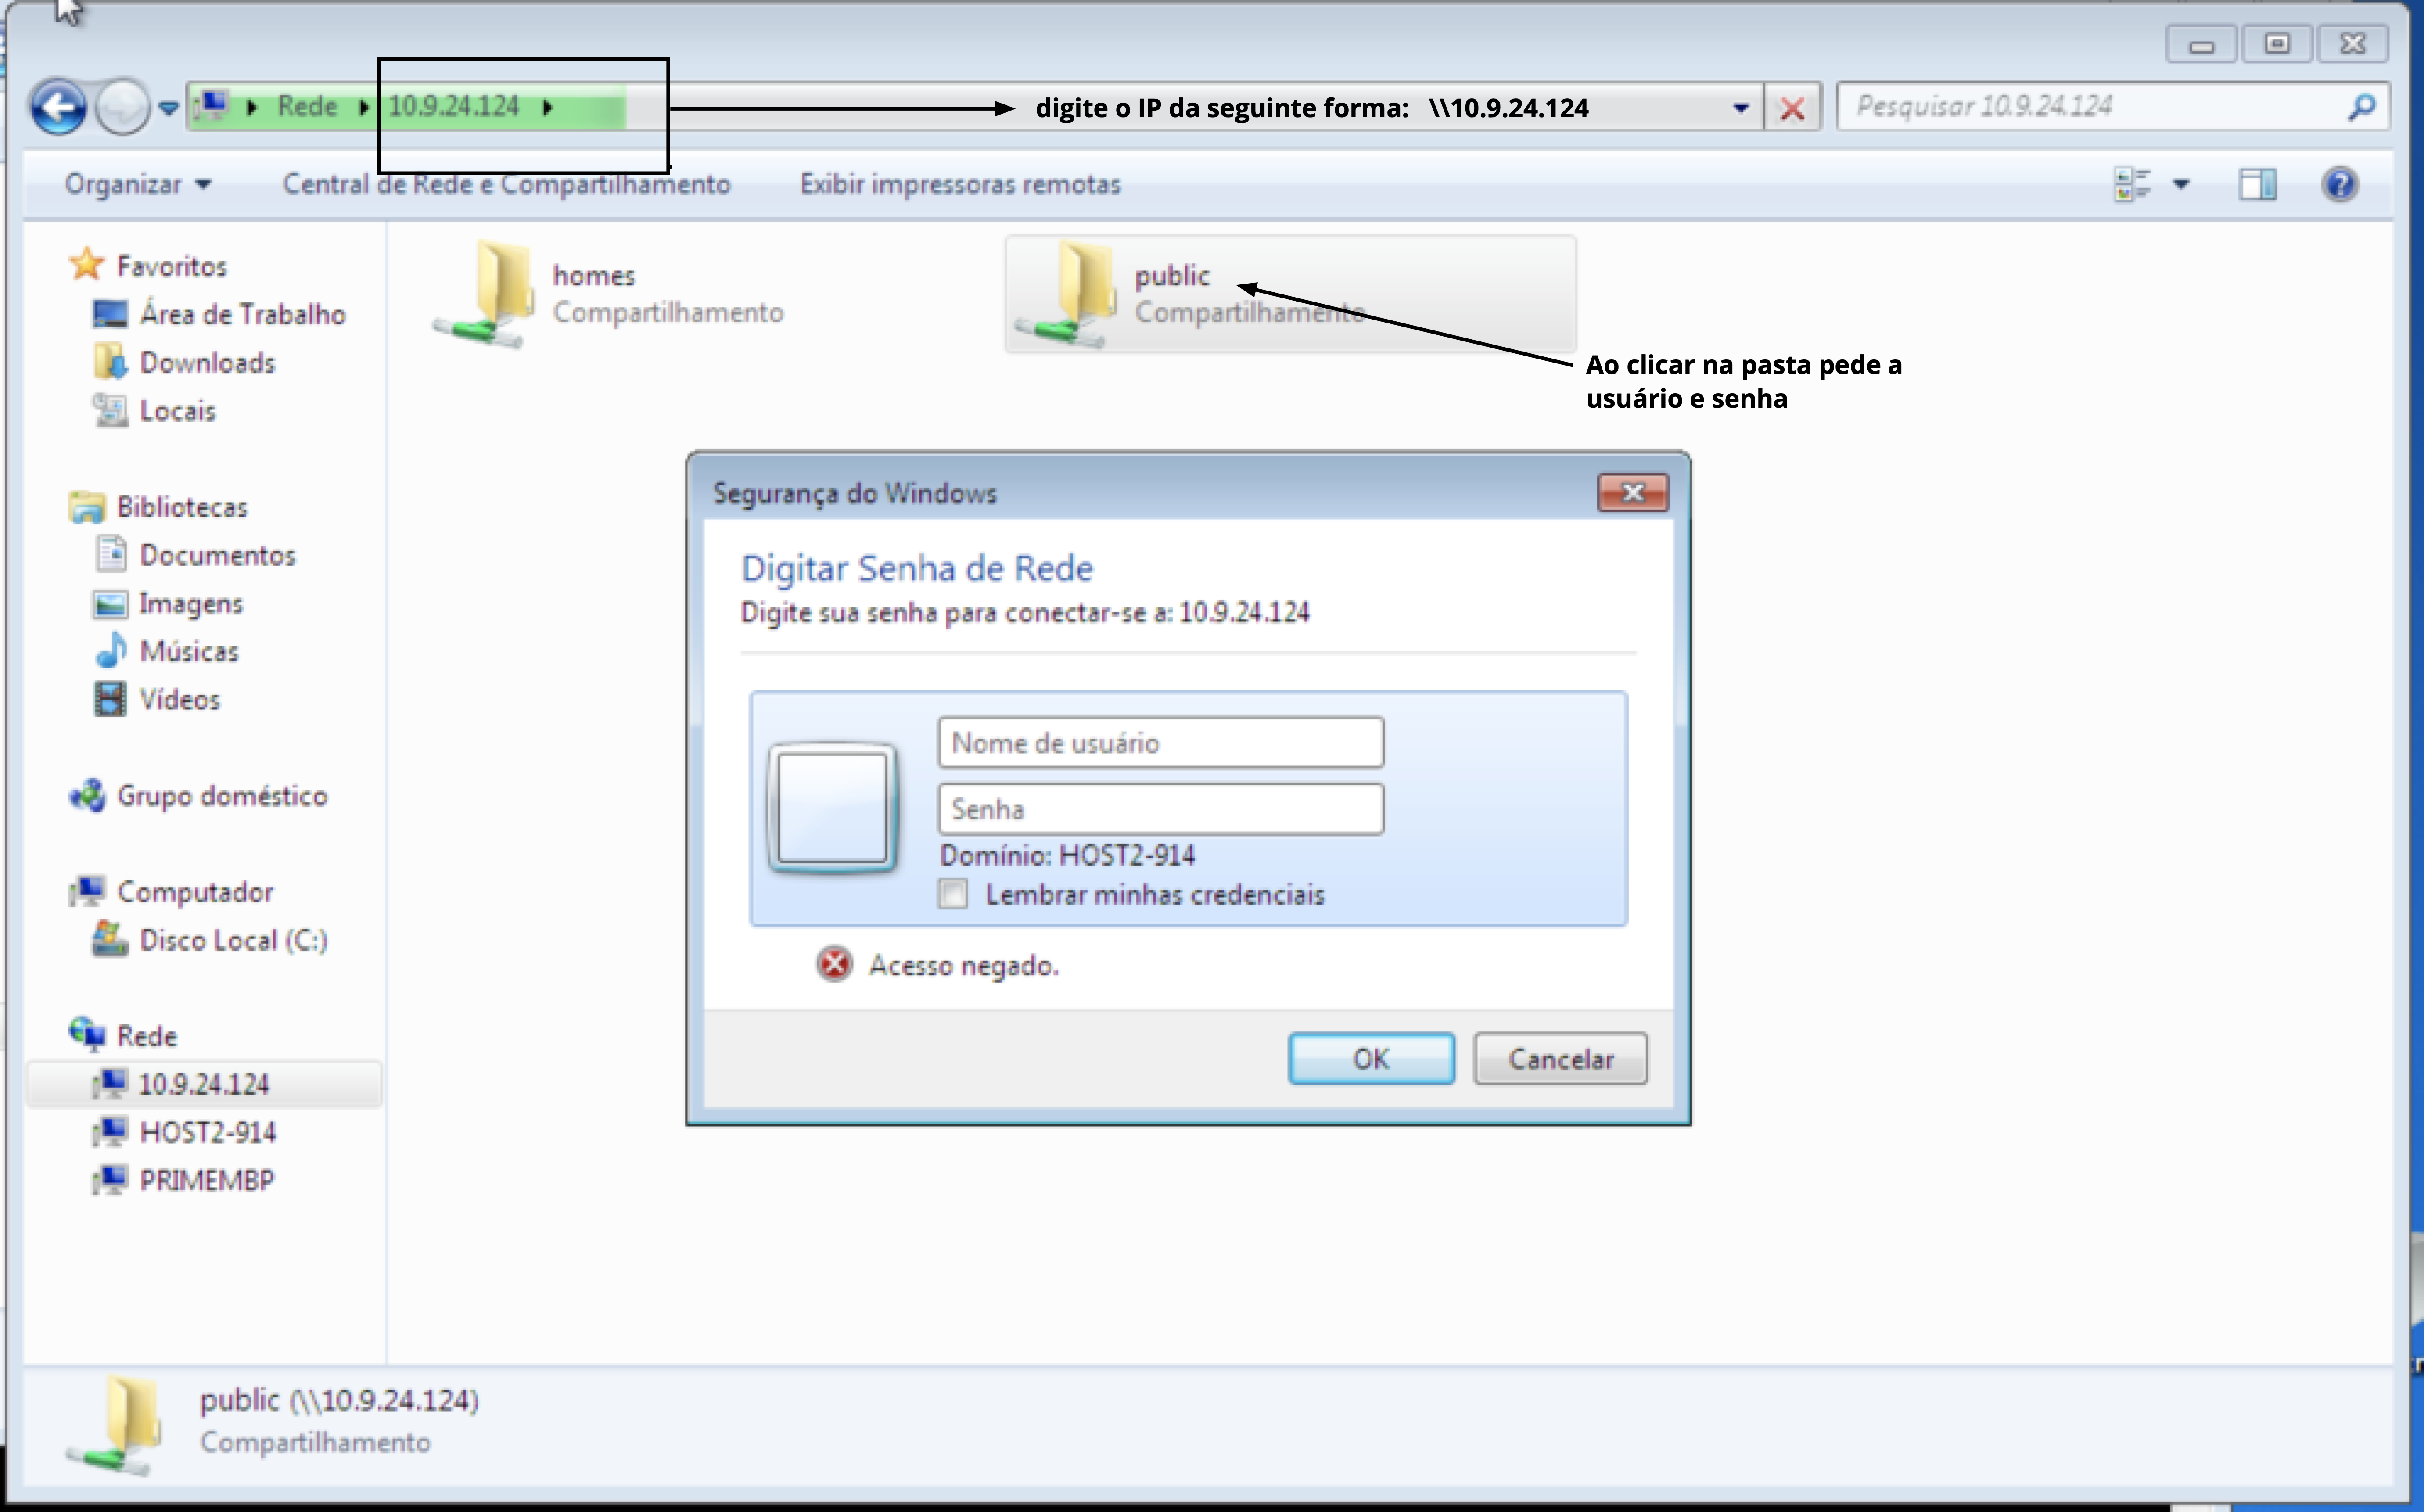 Rede
10.9.24.124
digite o IP da seguinte forma: \\10.9.24.124
Pesquisar 10.9.24.124
Organizar
Central de Rede e Compartilhamento
Exibir impressoras remotas
Favoritos
Área de Trabalho
Downloads
Locais
Bibliotecas
Documentos
Imagens
Músicas
Vídeos
Grupo doméstico
Computador
Disco Local (C:)
Rede
10.9.24.124
HOST2-914
PRIMEMBP
homes
Compartilhamento
public
Compartilhamento
Ao clicar na pasta pede a
usuário e senha
Segurança do Windows
Digitar Senha de Rede
Digite sua senha para conectar-se a: 10.9.24.124
Nome de usuário
Senha
Domínio: HOST2-914
Lembrar minhas credenciais
Acesso negado.
OK
Cancelar
public (\\10.9.24.124)
Compartilhamento